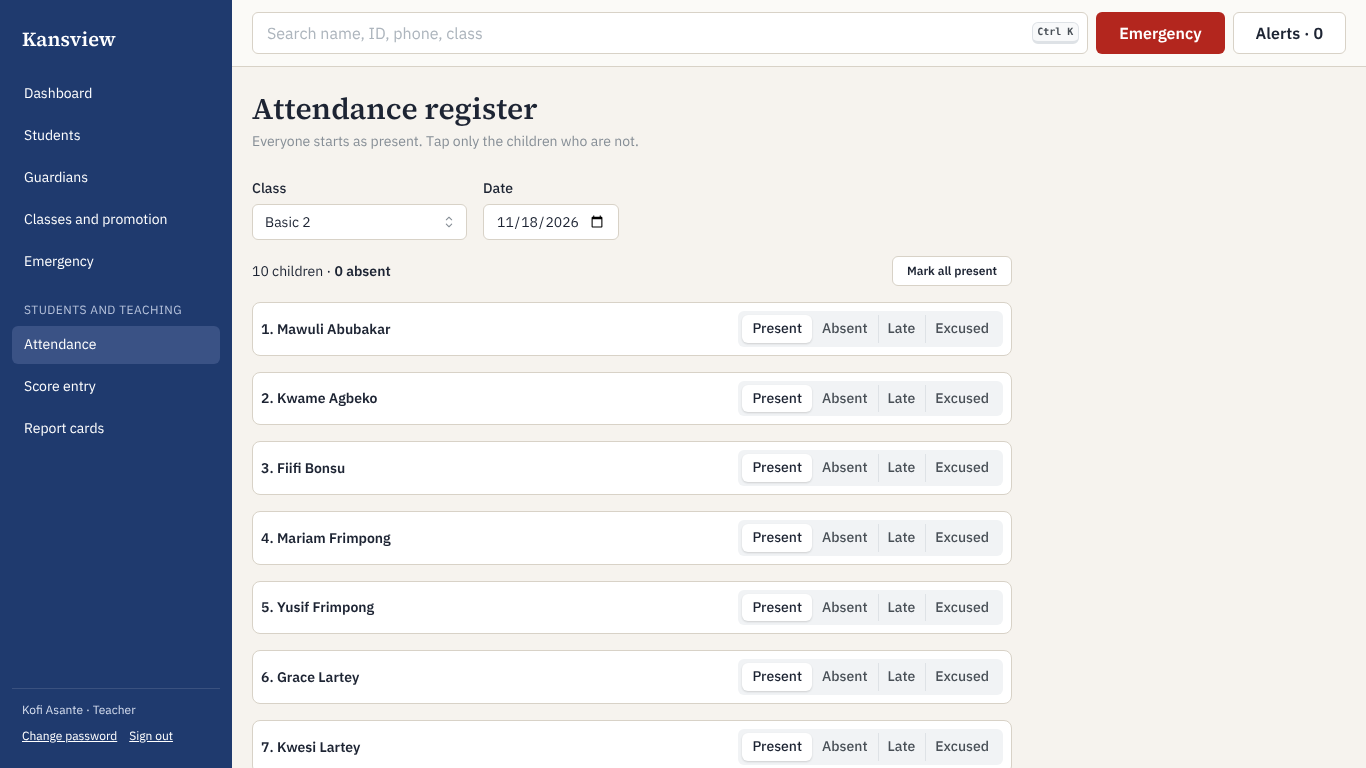 Kansview
Search name, ID, phone, class
Ctrl K
Emergency
Alerts · 0
Dashboard
Students
Guardians
Classes and promotion
Emergency
STUDENTS AND TEACHING
Attendance
Score entry
Report cards
Kofi Asante · Teacher
Change password Sign out
Attendance register
Everyone starts as present. Tap only the children who are not.
Class
Date
Basic 2
11/18/2026
10 children · 0 absent
Mark all present
1. Mawuli Abubakar Present Absent Late Excused
2. Kwame Agbeko Present Absent Late Excused
3. Fiifi Bonsu Present Absent Late Excused
4. Mariam Frimpong Present Absent Late Excused
5. Yusif Frimpong Present Absent Late Excused
6. Grace Lartey Present Absent Late Excused
7. Kwesi Lartey Present Absent Late Excused